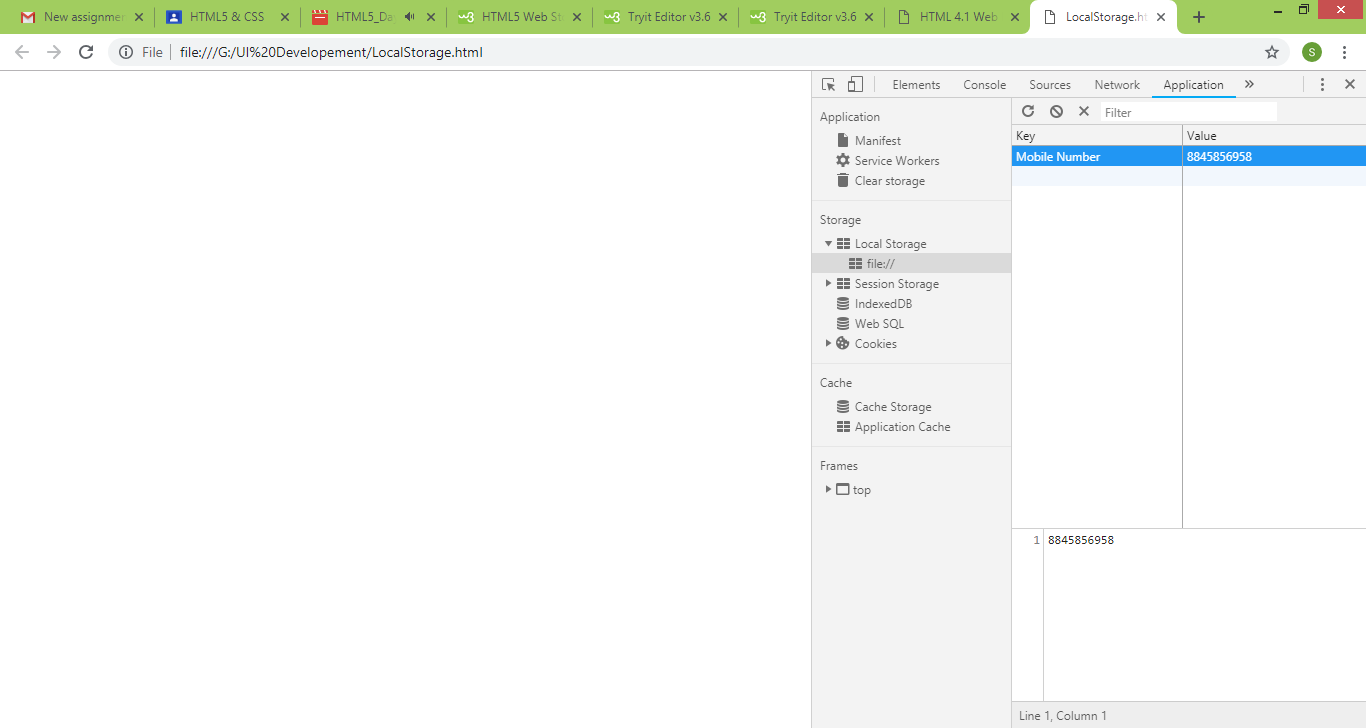 New assignmen HTML5 & CSS HTML5_Da HTML5 Web Sto Tryit Editor v3.6 Tryit Editor v3.6 HTML 4.1 Web LocalStorage.ht
File file:///G:/UI%20Developement/LocalStorage.html S
Elements Console Sources Network Application
Application
Manifest
Service Workers
Clear storage
Storage
Local Storage
file://
Session Storage
IndexedDB
Web SQL
Cookies
Cache
Cache Storage
Application Cache
Frames
top
Filter
Key Value
Mobile Number 8845856958
1 8845856958
Line 1, Column 1